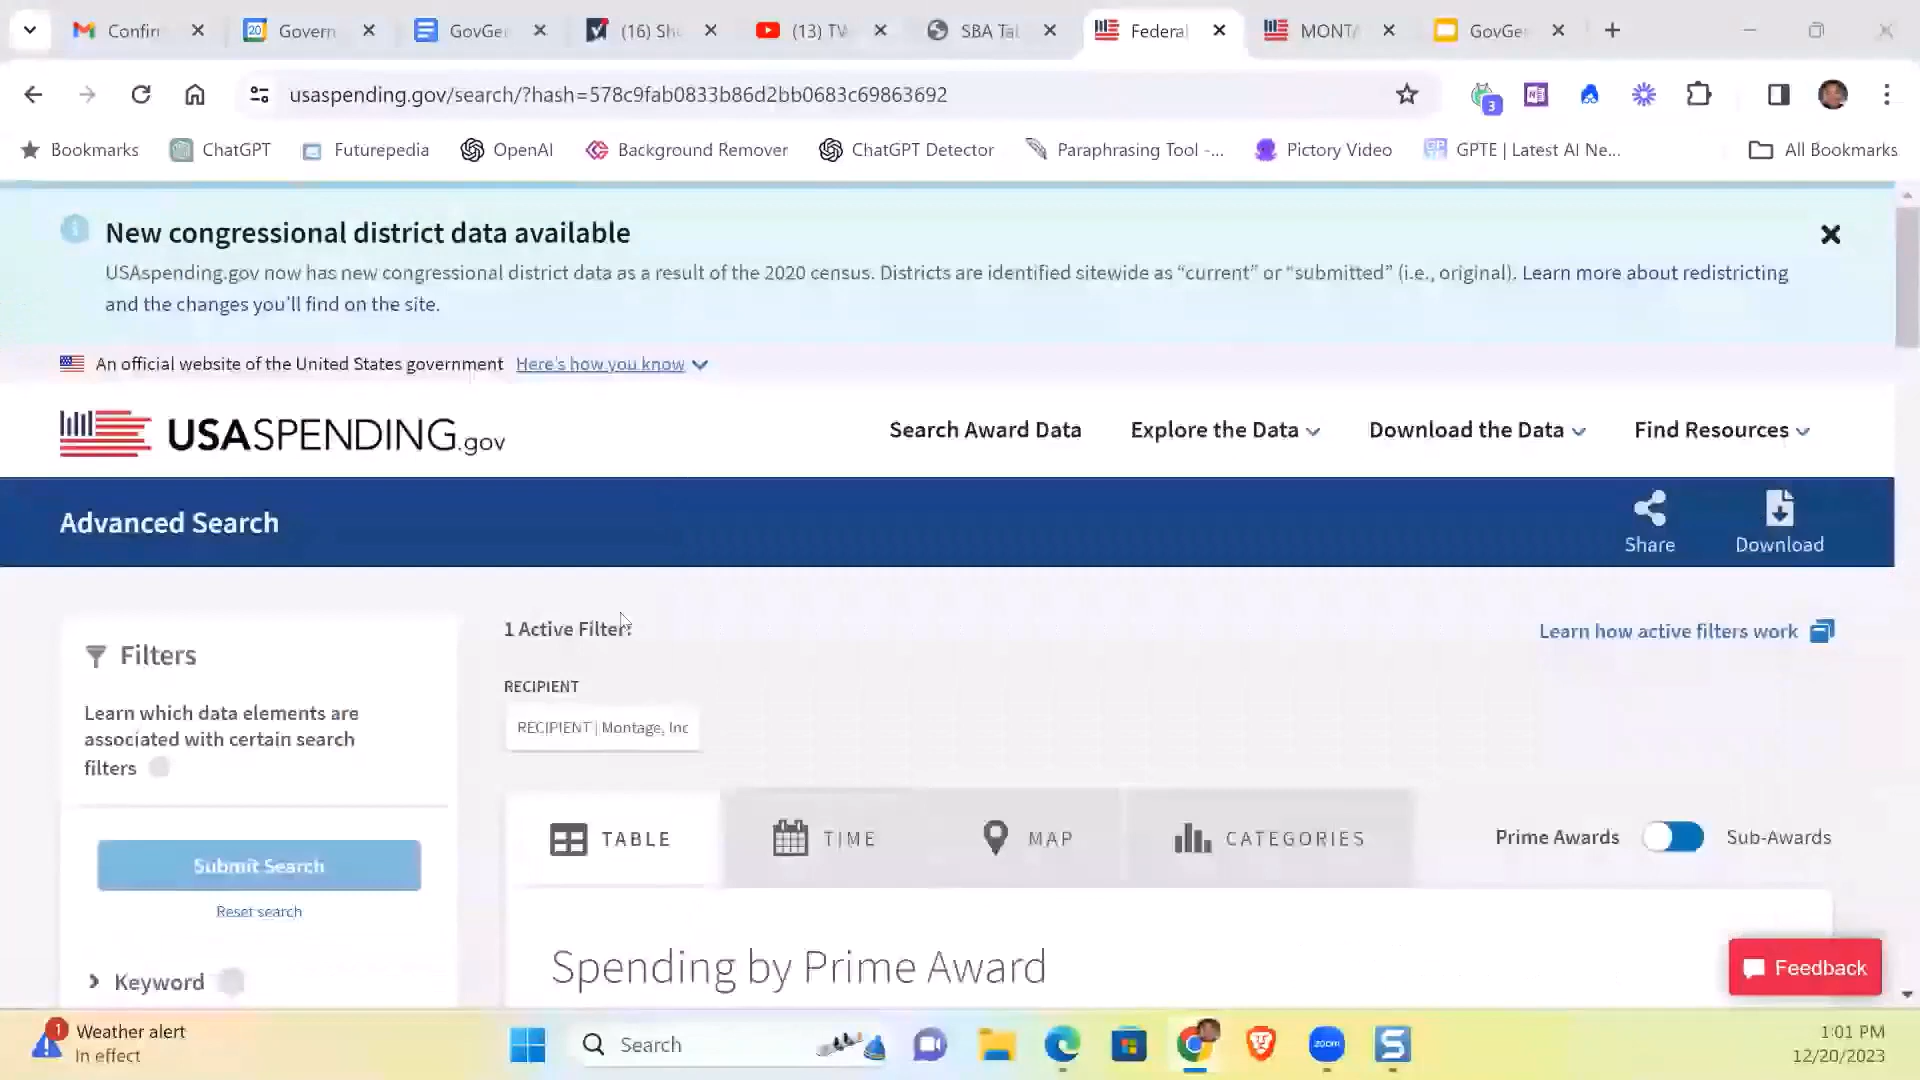 Confirn
20
Govern
GovGe
(16) Sh
(13) TV
SBA Tal
Federal
MONTA
GovGe
usaspending.gov/search/?hash=578c9fab0833b86d2bb0683c69863692
3
N
Bookmarks
ChatGPT
Futurepedia
OpenAI
Background Remover
ChatGPT Detector
Paraphrasing Tool -...
Pictory Video
GPTE | Latest AI Ne...
All Bookmarks
New congressional district data available
USAspending.gov now has new congressional district data as a result of the 2020 census. Districts are identified sitewide as “current” or “submitted” (i.e., original). Learn more about redistricting
and the changes you’ll find on the site.
An official website of the United States government Here's how you know
USASPENDING.gov
Search Award Data
Explore the Data
Download the Data
Find Resources
Advanced Search
Share
Download
1 Active Filter:
Learn how active filters work
Filters
RECIPIENT
Learn which data elements are
associated with certain search
filters
RECIPIENT | Montage, Inc
TABLE
TIME
MAP
CATEGORIES
Prime Awards
Sub-Awards
Submit Search
Reset search
Spending by Prime Award
Keyword
Feedback
1
Weather alert
In effect
Search
zoom
S
1:01 PM
12/20/2023